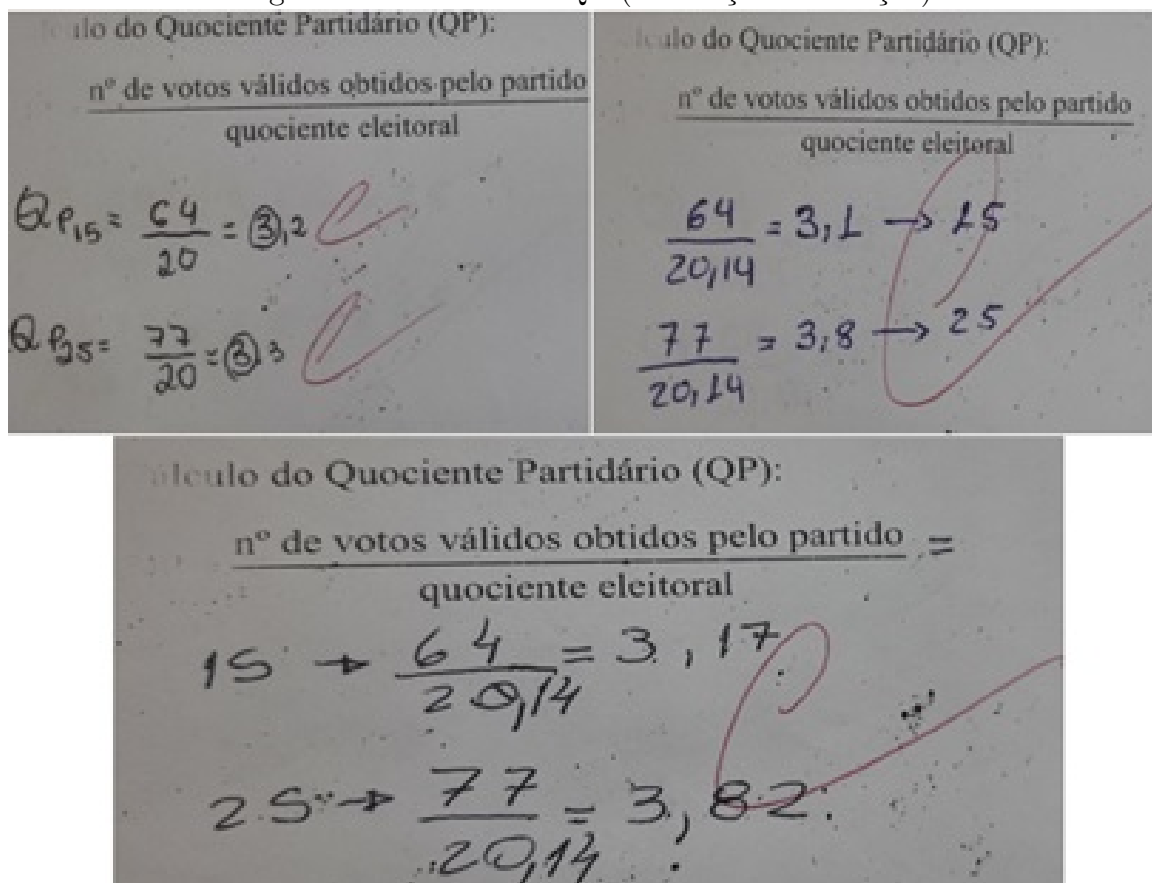 ulo do Quociente Partidário (QP):
nº de votos válidos obtidos pelo partido
quociente eleitoral
QP₁₅ = 64/20 = 3,2
QP₂₅ = 77/20 = 3,3
culo do Quociente Partidário (QP):
nº de votos válidos obtidos pelo partido
quociente eleitoral
64/20,14 = 3,1 → 15
77/20,14 = 3,8 → 25
álculo do Quociente Partidário (QP):
nº de votos válidos obtidos pelo partido =
quociente eleitoral
15 → 64/20,14 = 3,17
25 → 77/20,14 = 3,82.